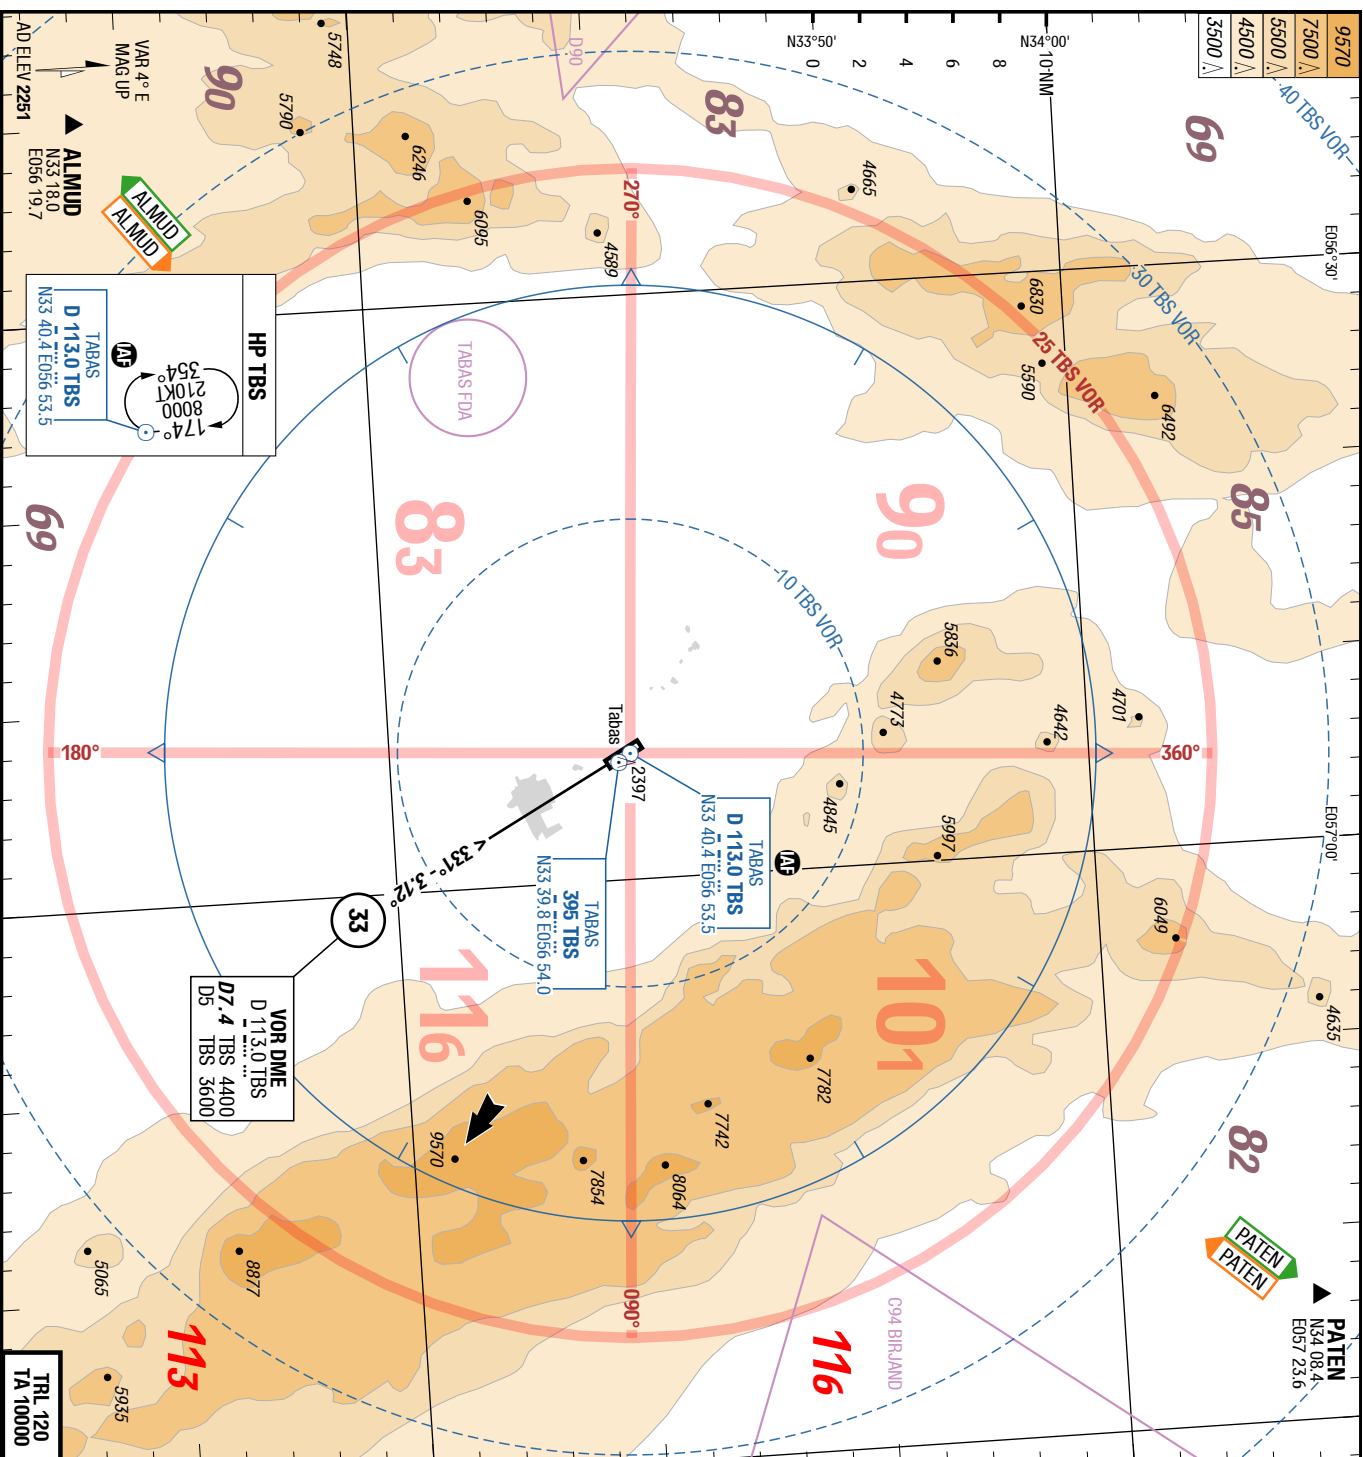 9570
7500
5500
4500
3500
N34°00'
N33°50'
10 NM
8
6
4
2
0
40 TBS VOR
30 TBS VOR
25 TBS VOR
10 TBS VOR
E056°30'
E057°00'
69
83
90
85
69
82
116
113
90
83
101
116
D90
VAR 4° E
MAG UP
AD ELEV 2251
ALMUD
N33 18.0
E056 19.7
ALMUD
ALMUD
5748
5790
6246
6095
4589
4665
6830
5590
6492
270°
360°
180°
090°
TABAS FDA
HP TBS
174°
8000
210KT
354°
IAF
TABAS
D 113.0 TBS
N33 40.4 E056 53.5
5836
4773
4701
4642
4845
5997
6049
4635
Tabas
2397
IAF
TABAS
D 113.0 TBS
N33 40.4 E056 53.5
TABAS
395 TBS
N33 39.8 E056 54.0
< 331° - 3.12°
33
VOR DME
D 113.0 TBS
D7.4 TBS 4400
D5 TBS 3600
7782
7742
8064
7854
9570
8877
5065
5935
C94 BIRJAND
PATEN
PATEN
PATEN
N34 08.4
E057 23.6
TRL 120
TA 10000